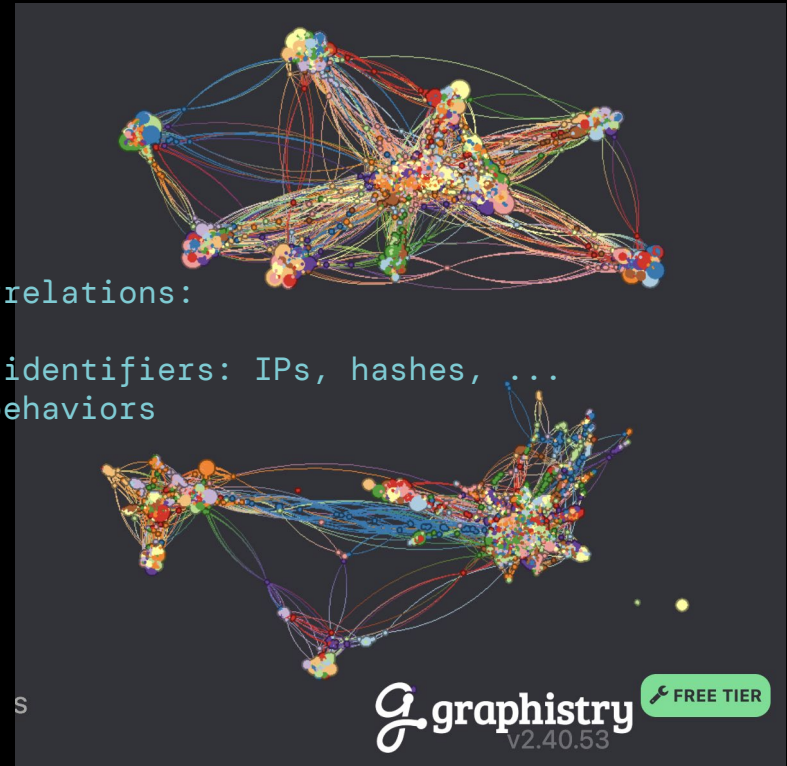 relations:
identifiers: IPs, hashes, ...
ehaviors
s
graphistry
FREE TIER
v2.40.53